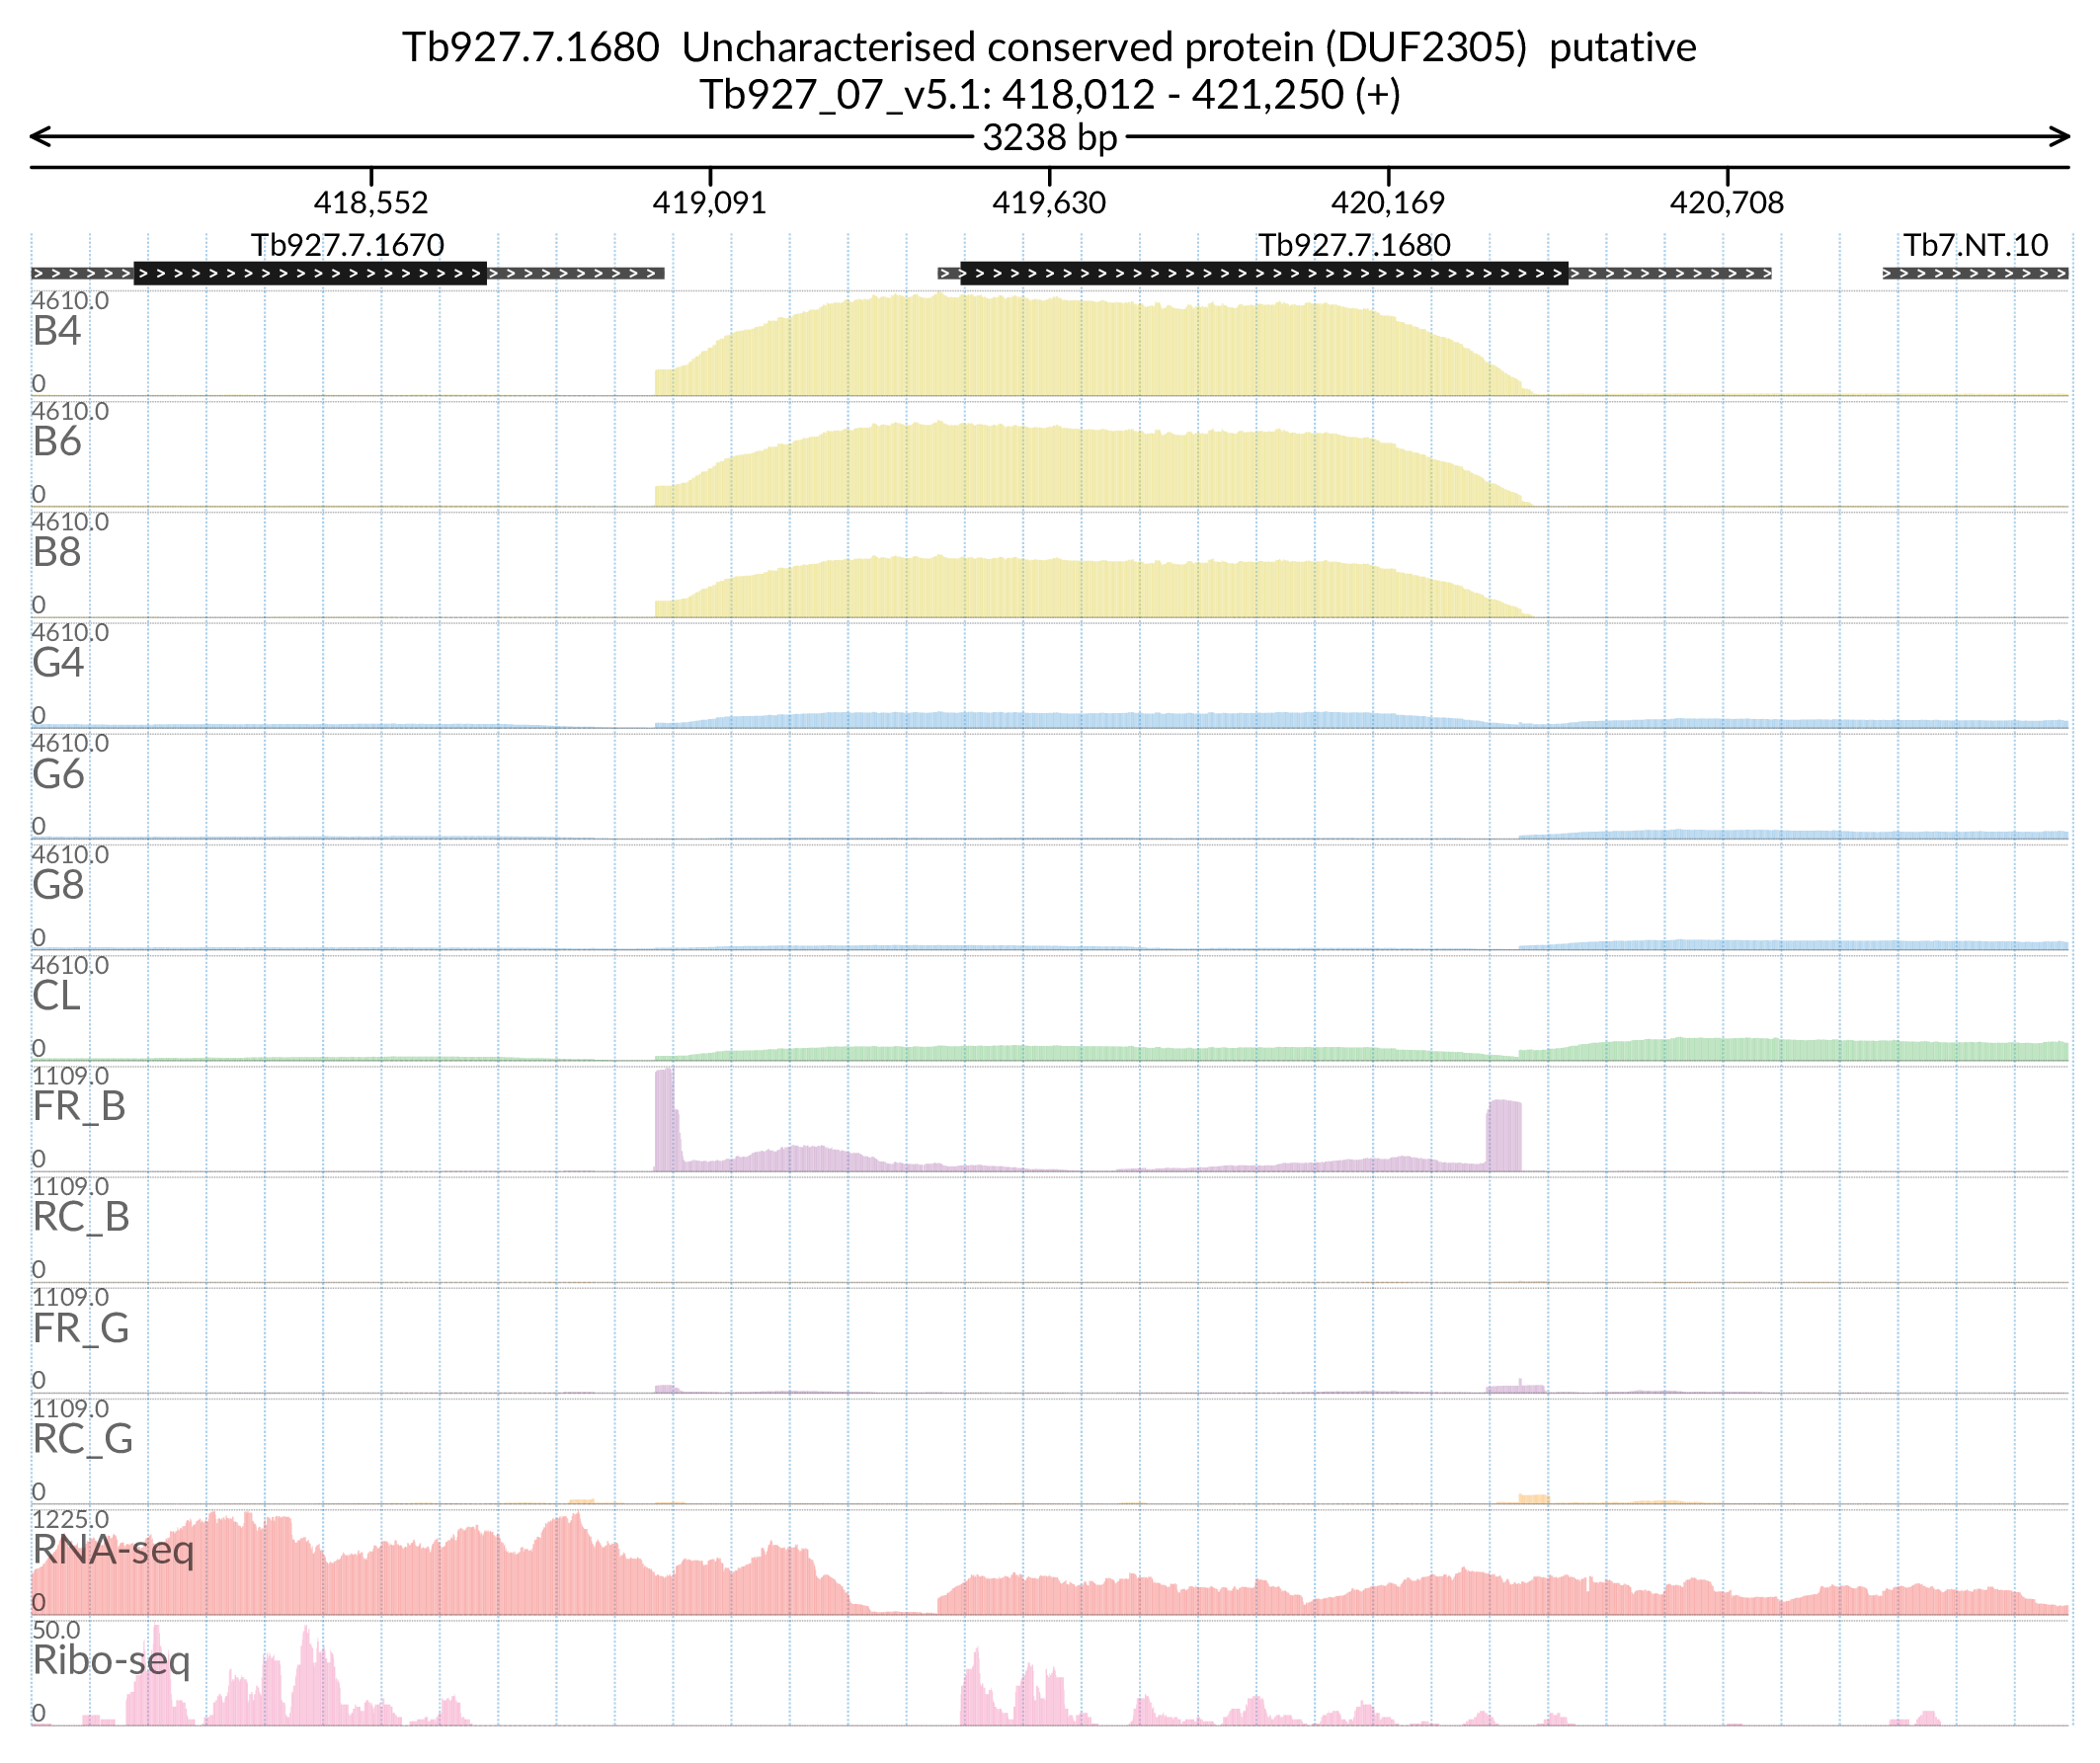 Tb927.7.1680  Uncharacterised conserved protein (DUF2305)  putative
Tb927_07_v5.1: 418,012 - 421,250 (+)
3238 bp
418,552 419,091 419,630 420,169 420,708
Tb927.7.1670 Tb927.7.1680 Tb7.NT.10
4610.0
B4
0
4610.0
B6
0
4610.0
B8
0
4610.0
G4
0
4610.0
G6
0
4610.0
G8
0
4610.0
CL
0
1109.0
FR_B
0
1109.0
RC_B
0
1109.0
FR_G
0
1109.0
RC_G
0
1225.0
RNA-seq
0
50.0
Ribo-seq
0